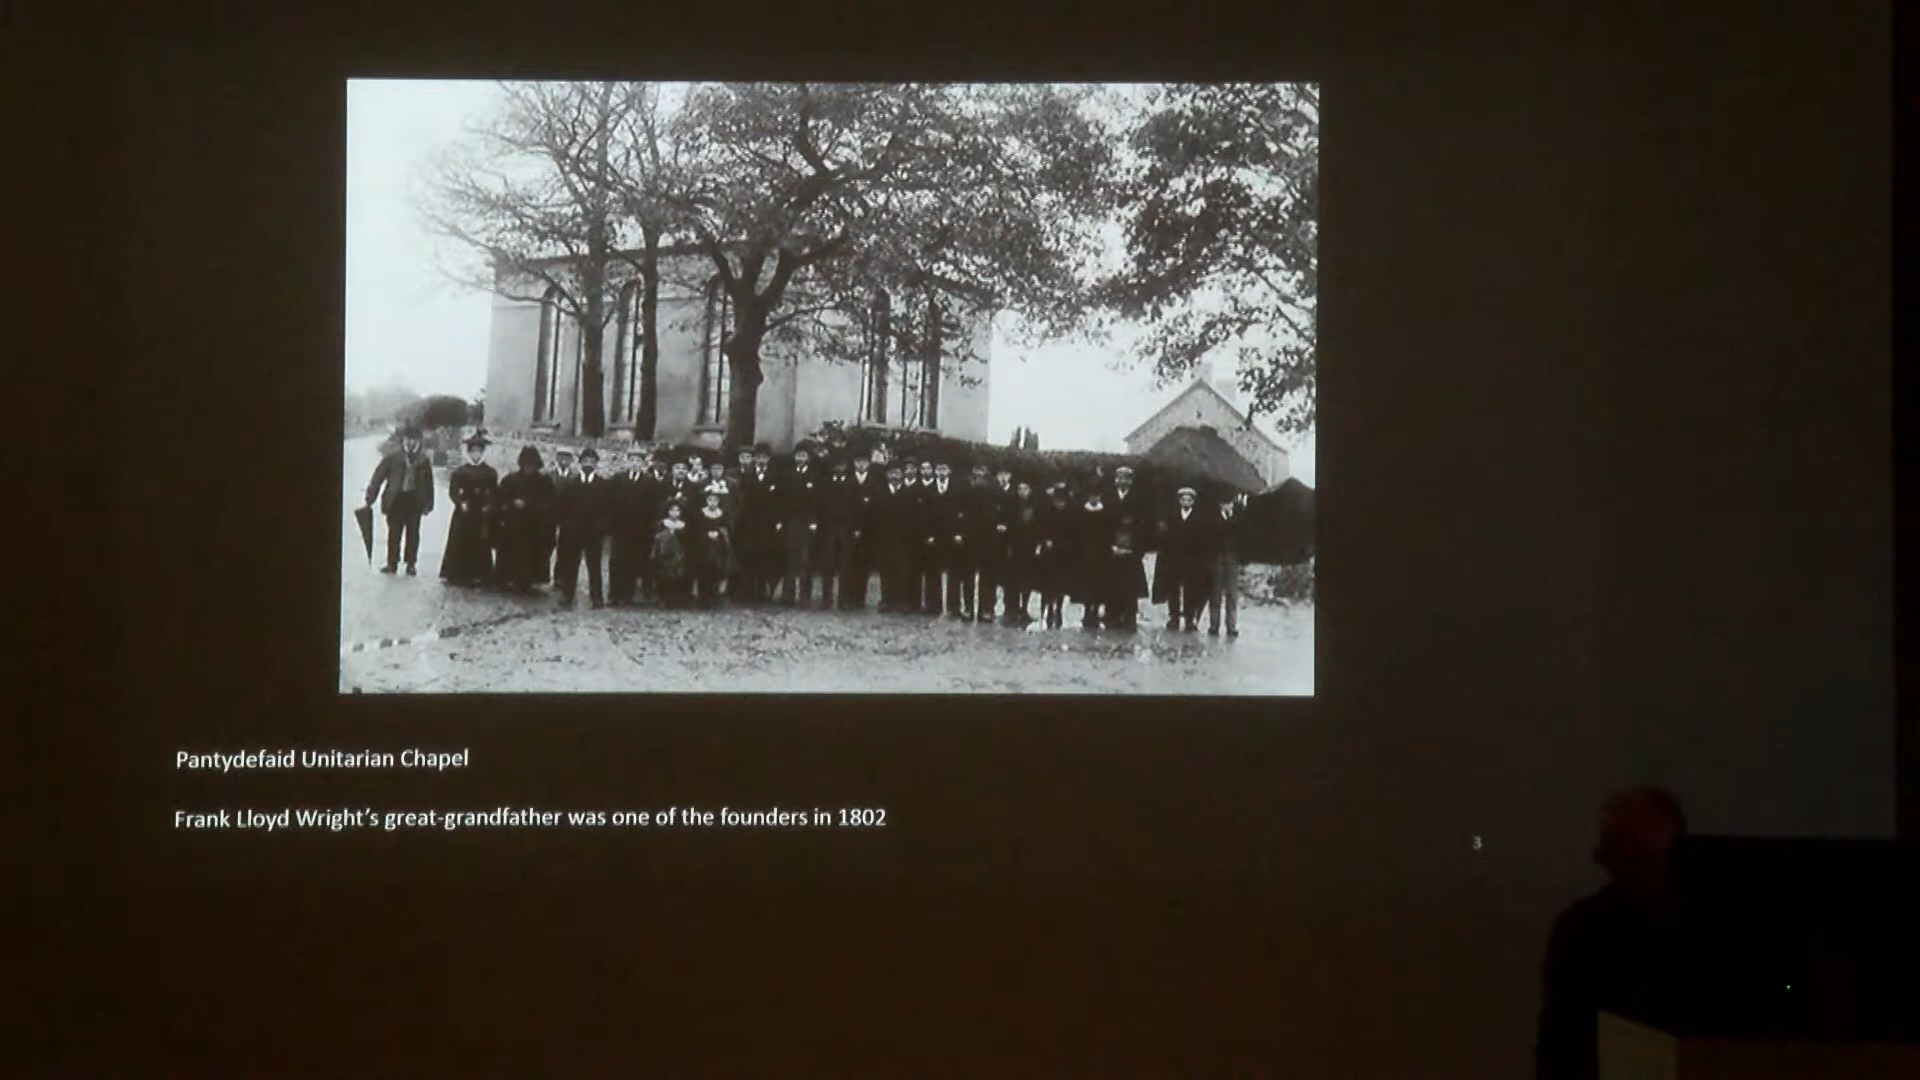 Pantydefaid Unitarian Chapel
Frank Lloyd Wright's great-grandfather was one of the founders in 1802
3